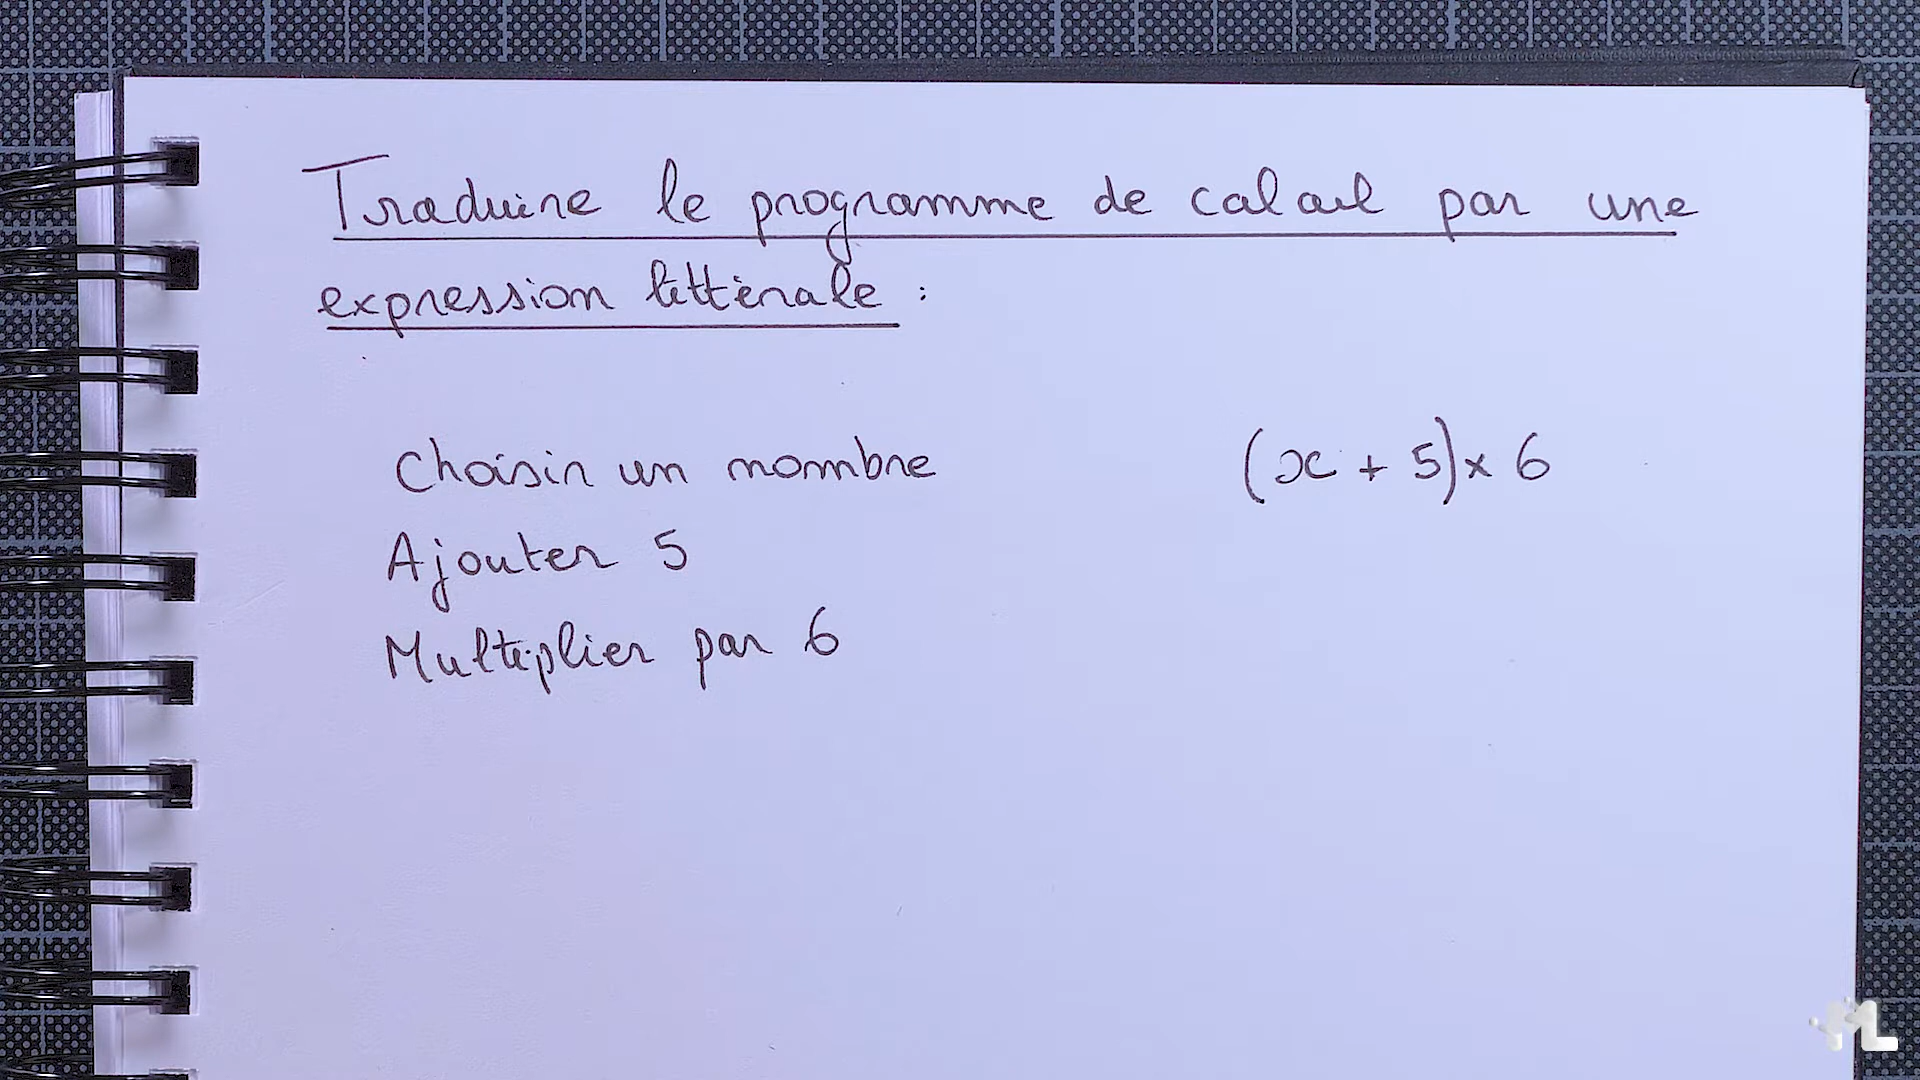 Traduire le programme de calcul par une
expression littérale :
Choisir un nombre
(x + 5) x 6
Ajouter 5
Multiplier par 6
ML